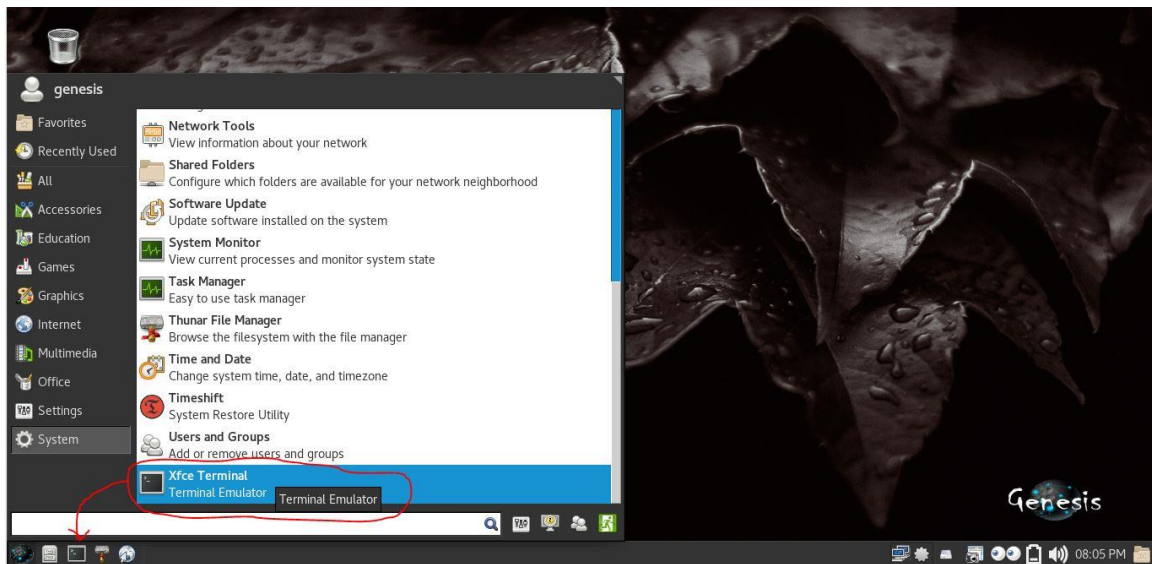 genesis
Favorites
Recently Used
All
Accessories
Education
Games
Graphics
Internet
Multimedia
Office
Settings
System
Network Tools
View information about your network
Shared Folders
Configure which folders are available for your network neighborhood
Software Update
Update software installed on the system
System Monitor
View current processes and monitor system state
Task Manager
Easy to use task manager
Thunar File Manager
Browse the filesystem with the file manager
Time and Date
Change system time, date, and timezone
Timeshift
System Restore Utility
Users and Groups
Add or remove users and groups
Xfce Terminal
Terminal Emulator
Terminal Emulator
Genesis
08:05 PM